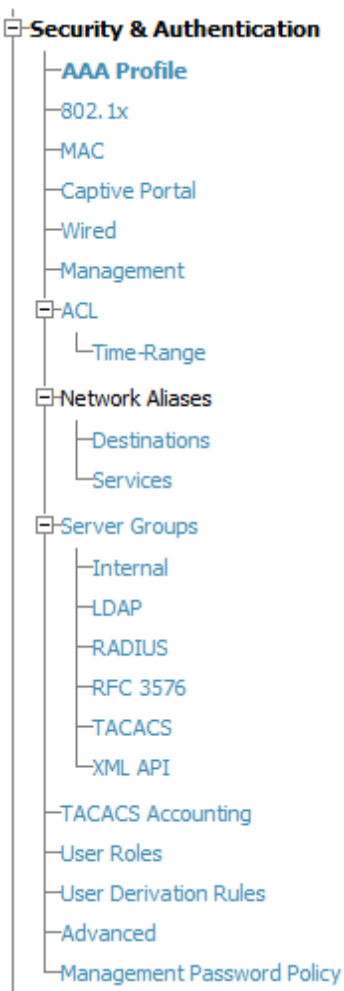 Security & Authentication
AAA Profile
802.1x
MAC
Captive Portal
Wired
Management
ACL
Time-Range
Network Aliases
Destinations
Services
Server Groups
Internal
LDAP
RADIUS
RFC 3576
TACACS
XML API
TACACS Accounting
User Roles
User Derivation Rules
Advanced
Management Password Policy